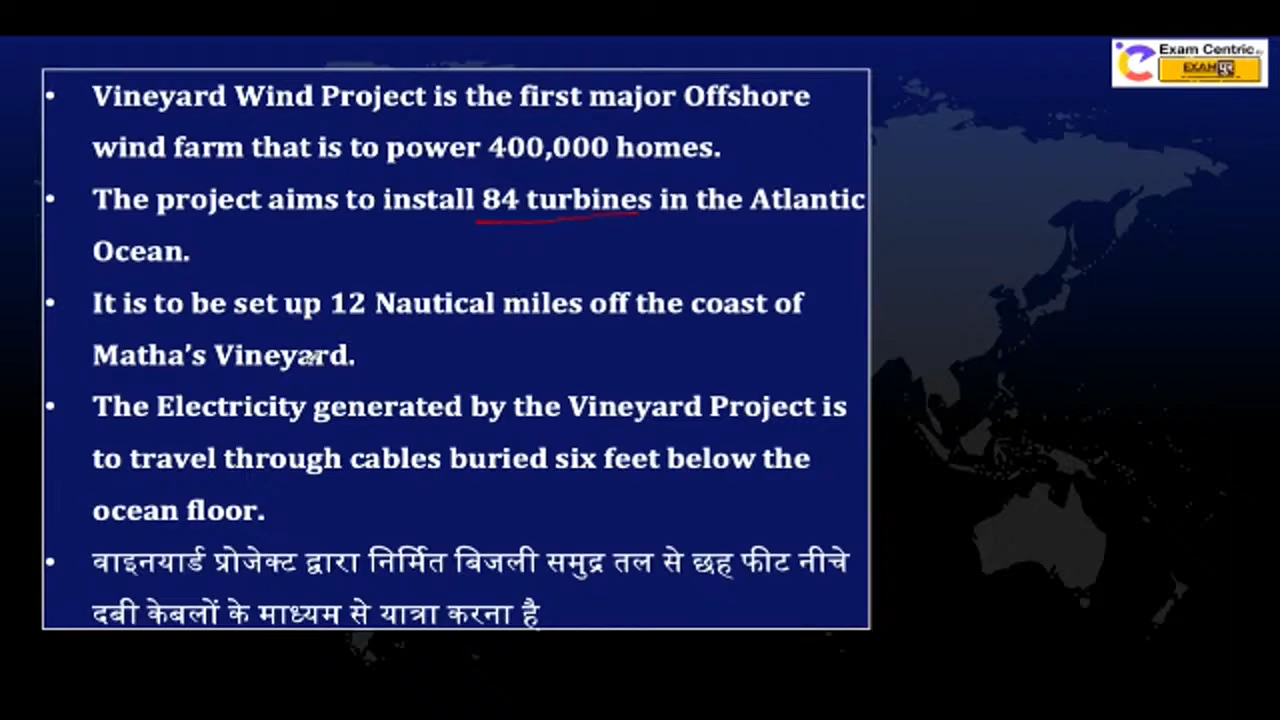 Exam Centric
EXAMपुर
• Vineyard Wind Project is the first major Offshore
wind farm that is to power 400,000 homes.
• The project aims to install 84 turbines in the Atlantic
Ocean.
• It is to be set up 12 Nautical miles off the coast of
Matha’s Vineyard.
• The Electricity generated by the Vineyard Project is
to travel through cables buried six feet below the
ocean floor.
• वाइनयार्ड प्रोजेक्ट द्वारा निर्मित बिजली समुद्र तल से छह फीट नीचे
दबी केबलों के माध्यम से यात्रा करना है